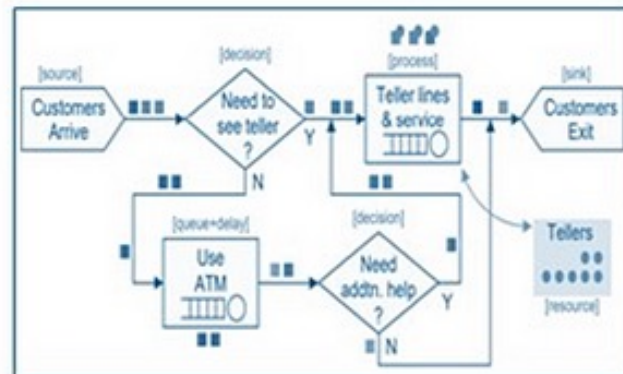 [source]
Customers
Arrive
[decision]
Need to
see teller
?
Y
N
[process]
Teller lines
& service
[sink]
Customers
Exit
[queue+delay]
Use
ATM
[decision]
Need
addtn. help
?
Y
N
Tellers
[resource]